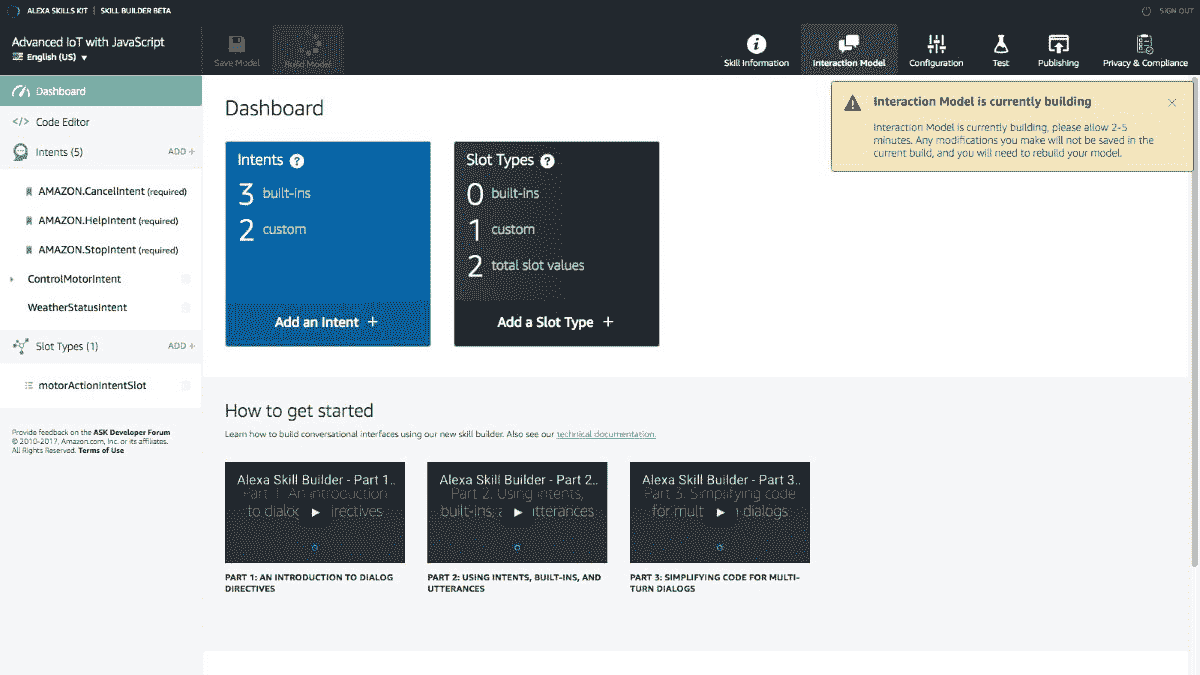 ALEXA SKILLS KIT | SKILL BUILDER BETA
SIGN OUT
Advanced IoT with JavaScript
English (US)
Save Model
Build Model
Skill Information
Interaction Model
Configuration
Test
Publishing
Privacy & Compliance
Dashboard
Code Editor
Intents (5)
ADD +
AMAZON.CancelIntent (required)
AMAZON.HelpIntent (required)
AMAZON.StopIntent (required)
ControlMotorIntent
WeatherStatusIntent
Slot Types (1)
ADD +
motorActionIntentSlot
Provide feedback on the ASK Developer Forum
© 2010-2017, Amazon.com, Inc. or its affiliates.
All Rights Reserved. Terms of Use
Dashboard
Interaction Model is currently building
Interaction Model is currently building, please allow 2-5
minutes. Any modifications you make will not be saved in the
current build, and you will need to rebuild your model.
Intents ?
3 built-ins
2 custom
Add an Intent +
Slot Types ?
0 built-ins
1 custom
2 total slot values
Add a Slot Type +
How to get started
Learn how to build conversational interfaces using our new skill builder. Also see our technical documentation.
Alexa Skill Builder - Part 1..
Part 1. An introduction
to dialog directives
PART 1: AN INTRODUCTION TO DIALOG
DIRECTIVES
Alexa Skill Builder - Part 2..
Part 2. Using intents,
built-ins, utterances
PART 2: USING INTENTS, BUILT-INS, AND
UTTERANCES
Alexa Skill Builder - Part 3..
Part 3. Simplifying code
for dialogs
PART 3: SIMPLIFYING CODE FOR MULTI-
TURN DIALOGS